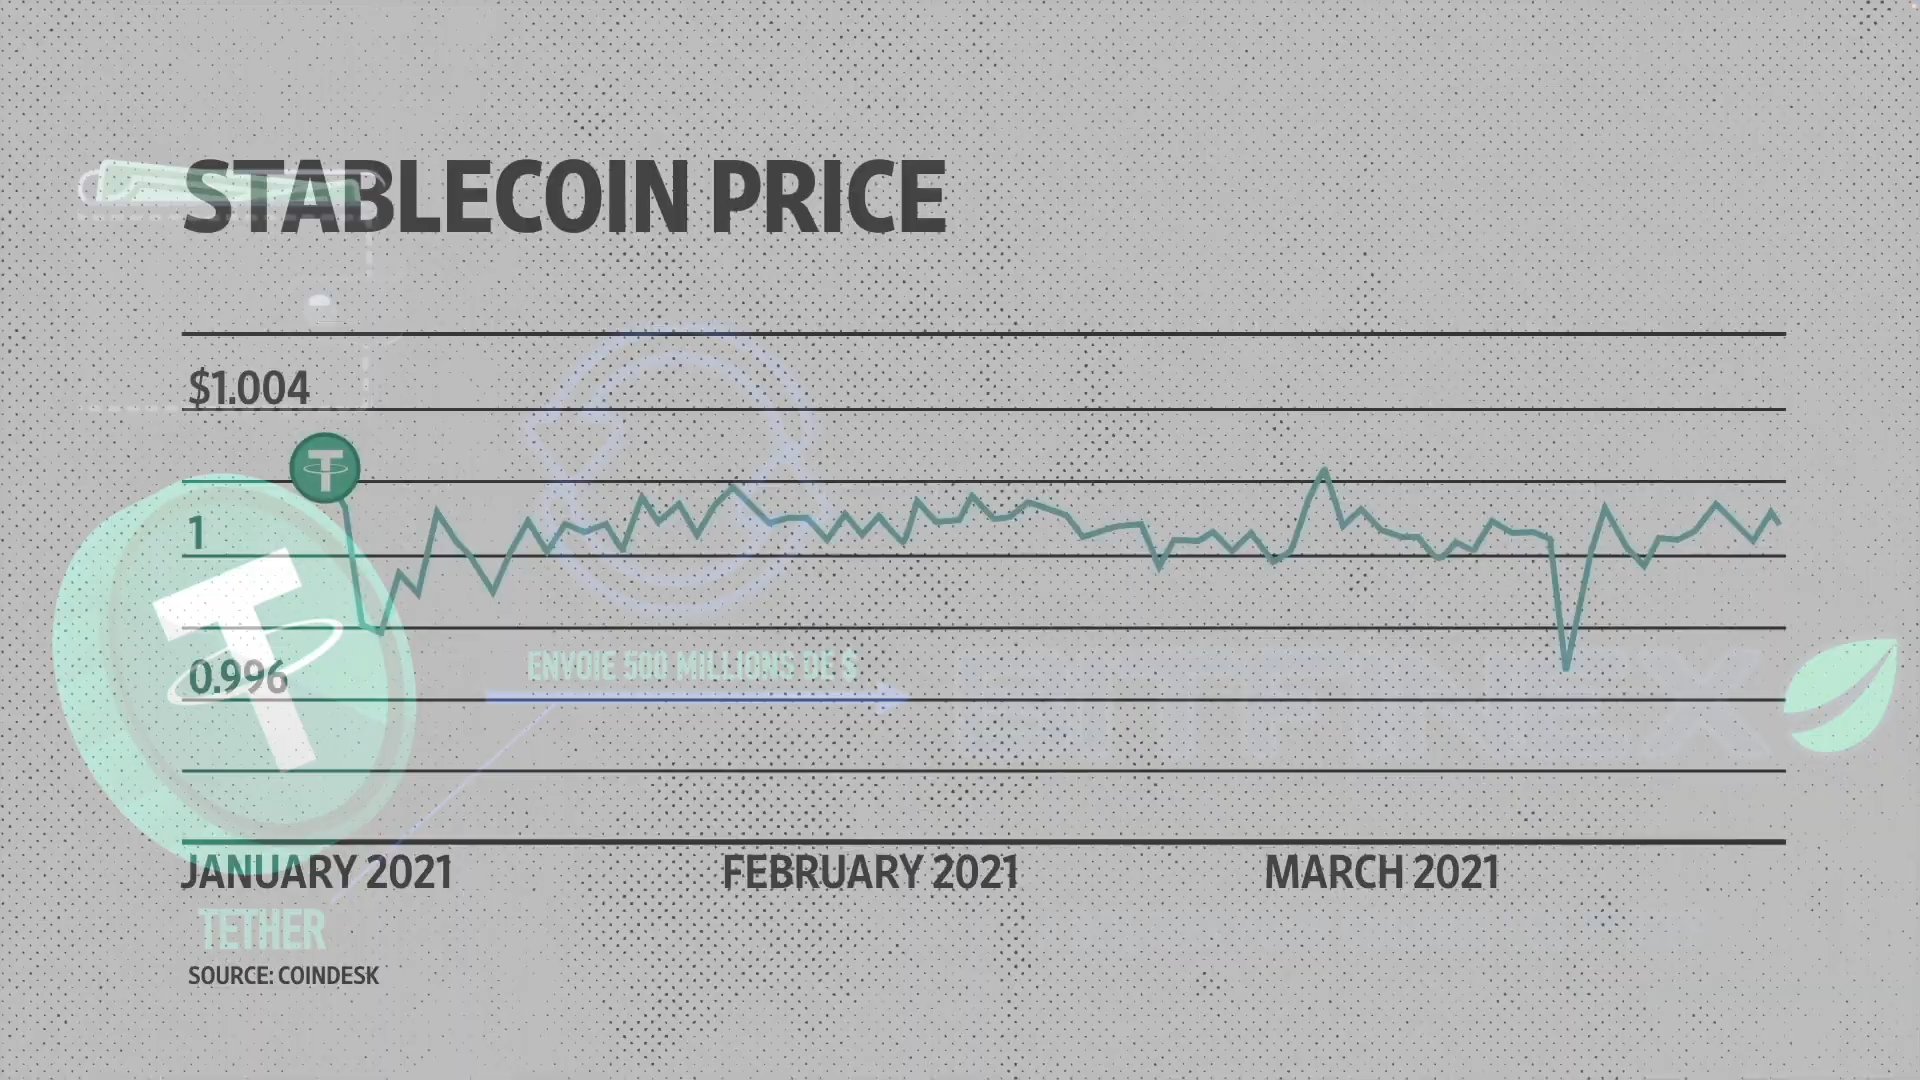 STABLECOIN PRICE
$1.004
1
0.996
ENVOIE 500 MILLIONS DE $
JANUARY 2021
FEBRUARY 2021
MARCH 2021
TETHER
SOURCE: COINDESK